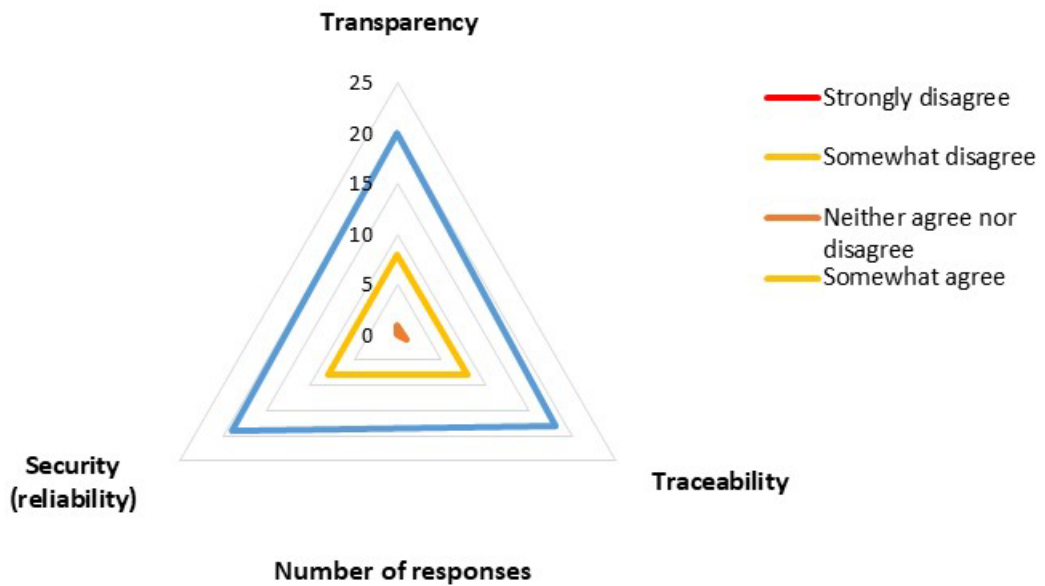 Transparency
25
20
15
10
5
0
Security
(reliability)
Traceability
Number of responses
Strongly disagree
Somewhat disagree
Neither agree nor
disagree
Somewhat agree